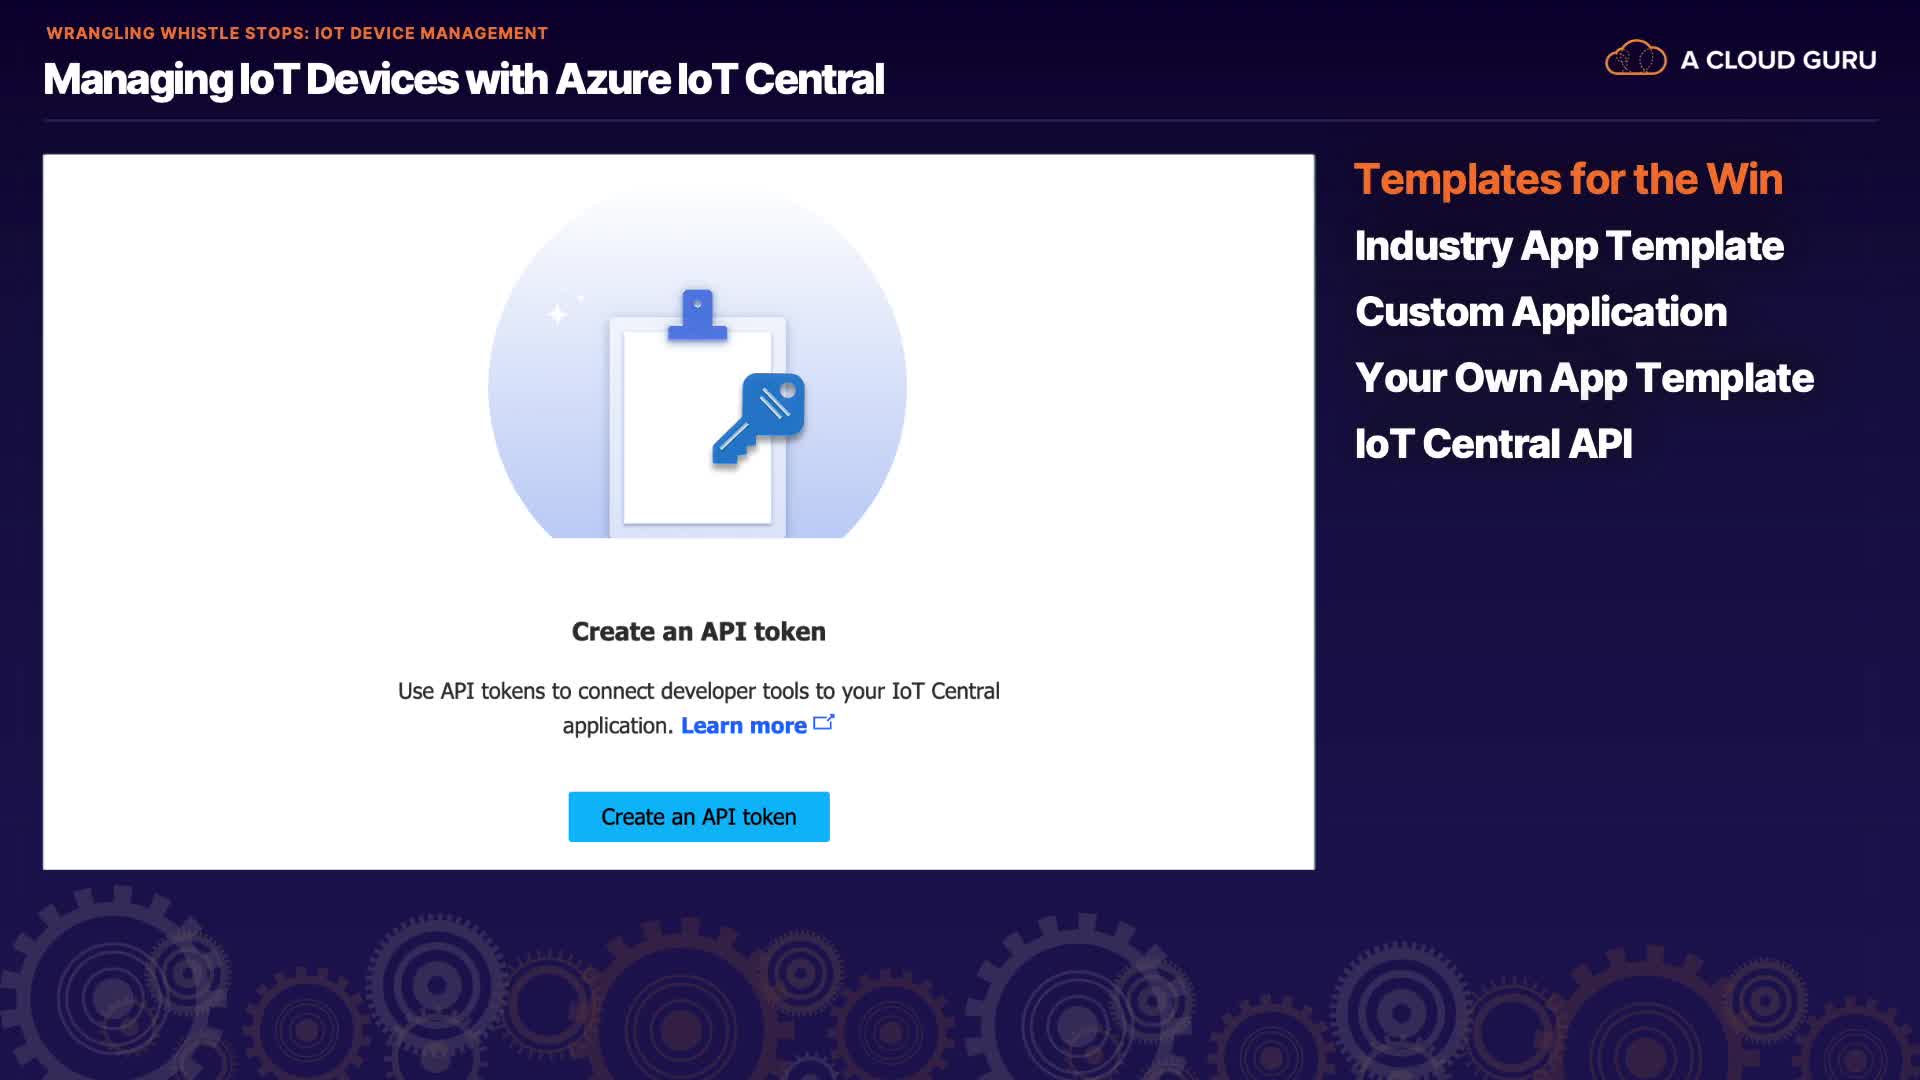 WRANGLING WHISTLE STOPS: IOT DEVICE MANAGEMENT
Managing IoT Devices with Azure IoT Central
A CLOUD GURU
Create an API token
Use API tokens to connect developer tools to your IoT Central
application. Learn more
Create an API token
Templates for the Win
Industry App Template
Custom Application
Your Own App Template
IoT Central API